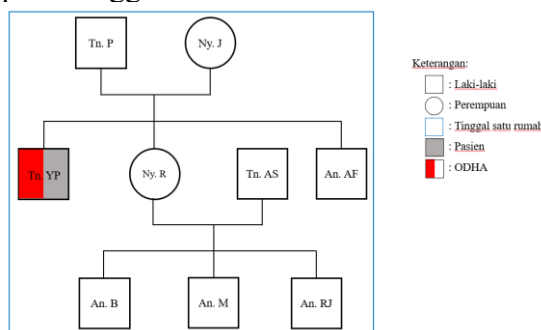 Tn. P
Ny. J
Tn. YP
Ny. R
Tn. AS
An. AF
An. B
An. M
An. RJ
Keterangan:
: Laki-laki
: Perempuan
: Tinggal satu rumah
: Pasien
: ODHA